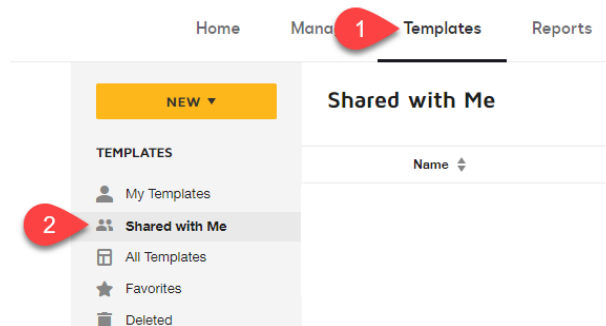 Home Mana 1 Templates Reports
NEW ▼ Shared with Me
TEMPLATES Name
My Templates
2 Shared with Me
All Templates
Favorites
Deleted